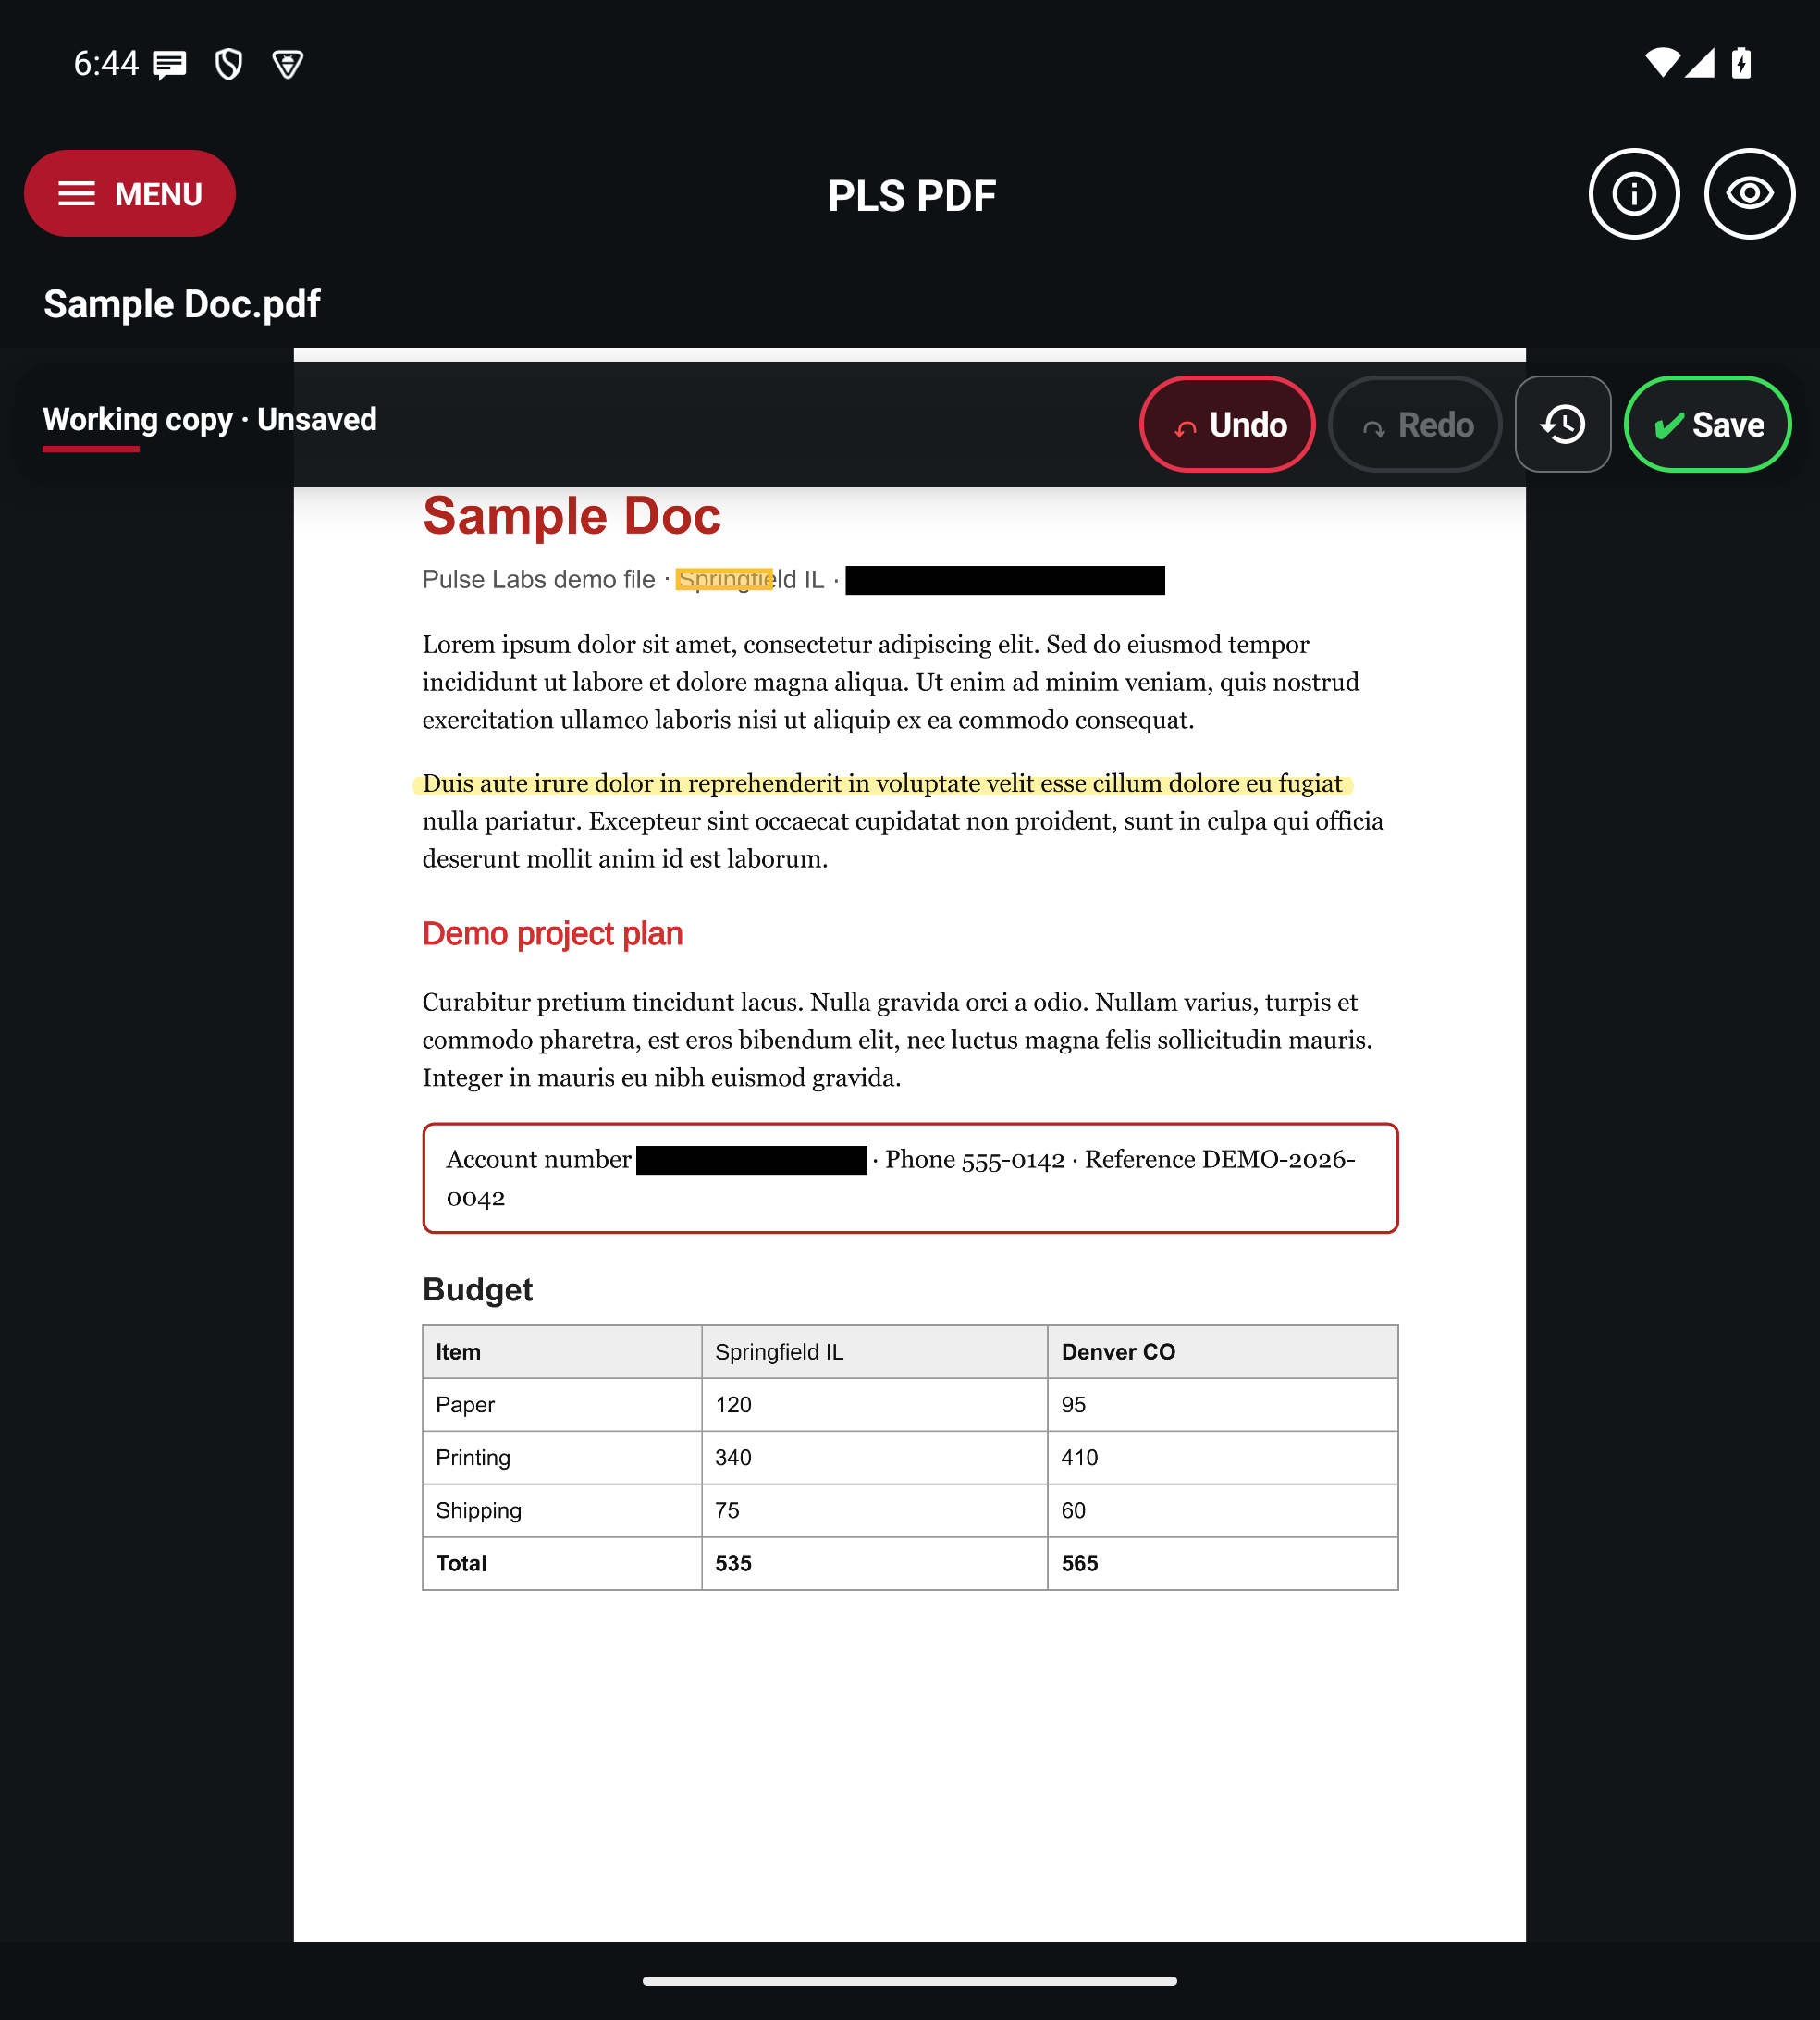 6:44
MENU
PLS PDF
Sample Doc.pdf
Working copy · Unsaved
Undo
Redo
Save
Sample Doc
Pulse Labs demo file · Springfield IL ·
Lorem ipsum dolor sit amet, consectetur adipiscing elit. Sed do eiusmod tempor
incididunt ut labore et dolore magna aliqua. Ut enim ad minim veniam, quis nostrud
exercitation ullamco laboris nisi ut aliquip ex ea commodo consequat.
Duis aute irure dolor in reprehenderit in voluptate velit esse cillum dolore eu fugiat
nulla pariatur. Excepteur sint occaecat cupidatat non proident, sunt in culpa qui officia
deserunt mollit anim id est laborum.
Demo project plan
Curabitur pretium tincidunt lacus. Nulla gravida orci a odio. Nullam varius, turpis et
commodo pharetra, est eros bibendum elit, nec luctus magna felis sollicitudin mauris.
Integer in mauris eu nibh euismod gravida.
Account number · Phone 555-0142 · Reference DEMO-2026-
0042
Budget
Item Springfield IL Denver CO
Paper 120 95
Printing 340 410
Shipping 75 60
Total 535 565